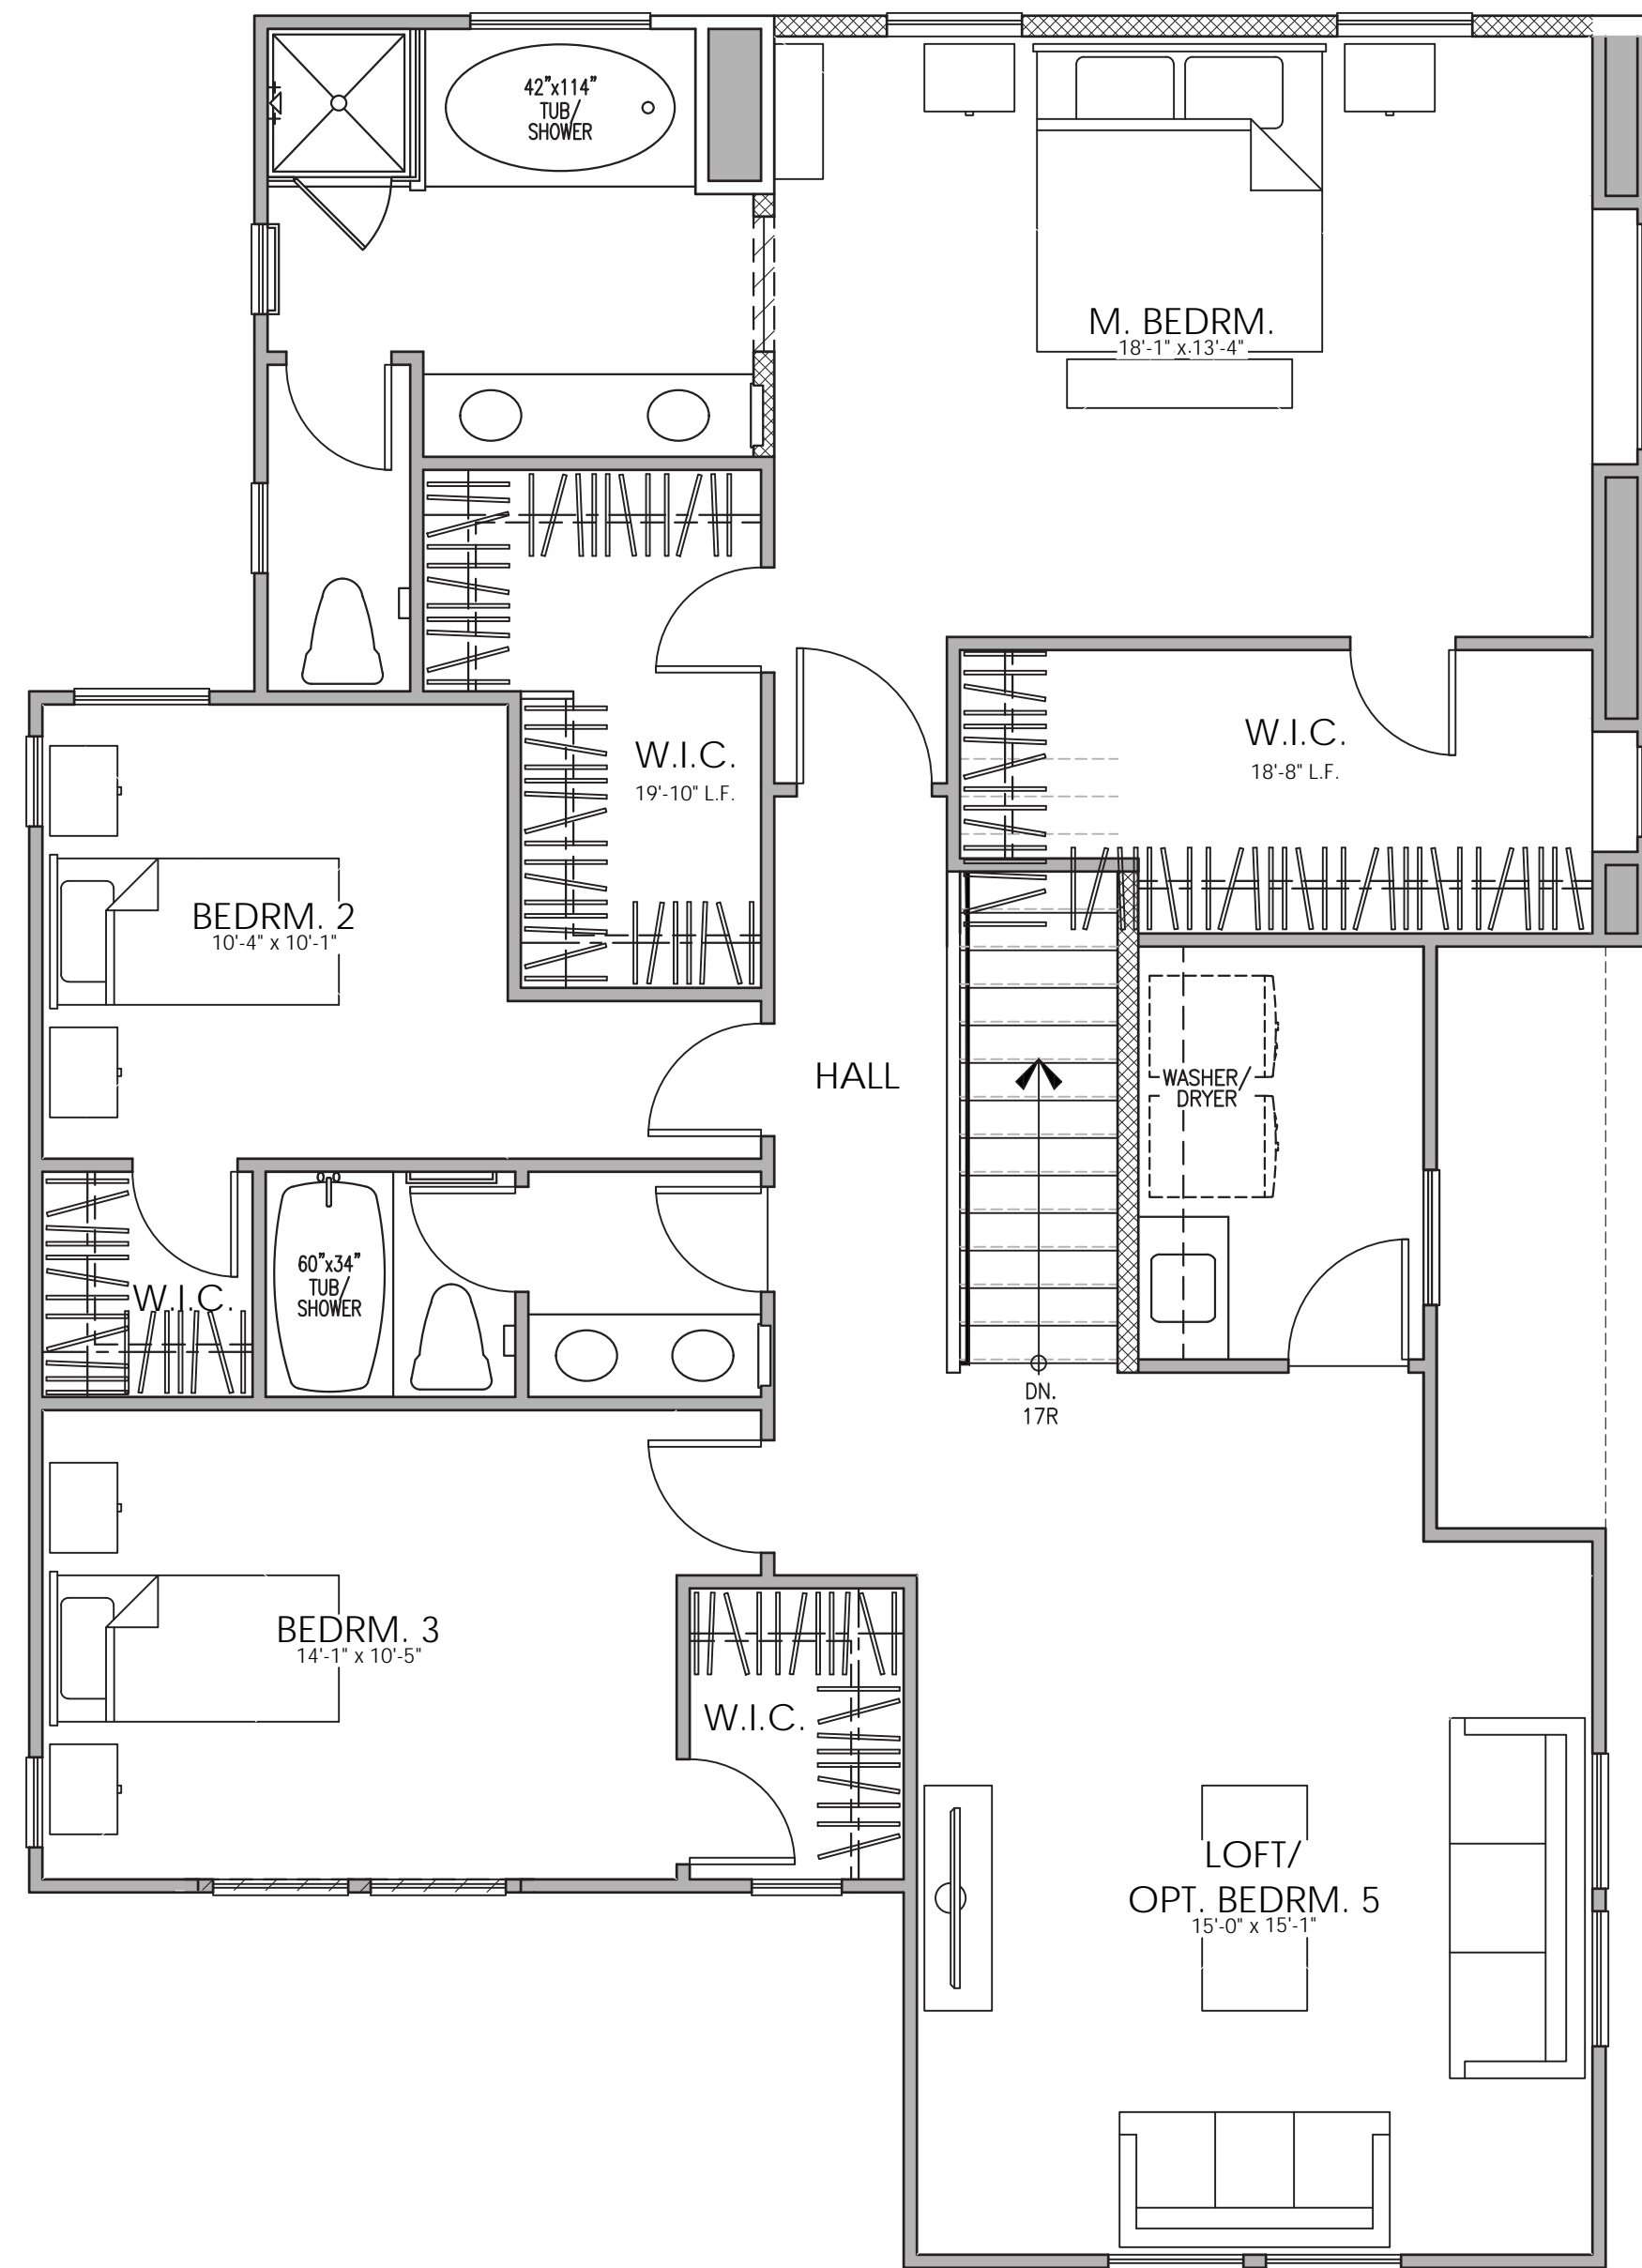 42"x114"
TUB/
SHOWER
M. BEDRM.
18'-1" x 13'-4"
W.I.C.
19'-10" L.F.
W.I.C.
18'-8" L.F.
BEDRM. 2
10'-4" x 10'-1"
HALL
WASHER/
DRYER
60"x34"
TUB/
SHOWER
W.I.C.
DN.
17R
BEDRM. 3
14'-1" x 10'-5"
W.I.C.
LOFT/
OPT. BEDRM. 5
15'-0" x 15'-1"